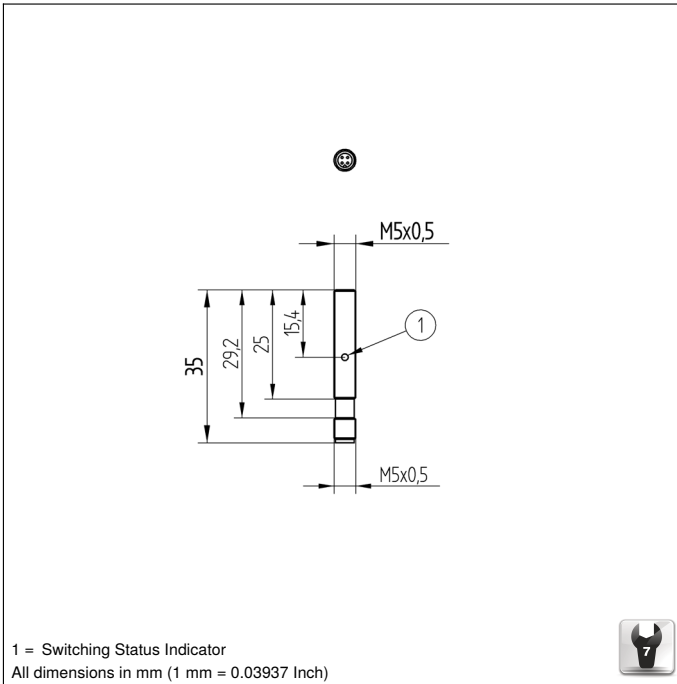 M5x0,5
35
29,2
25
15,4
1
M5x0,5
1 = Switching Status Indicator
All dimensions in mm (1 mm = 0.03937 Inch)
7